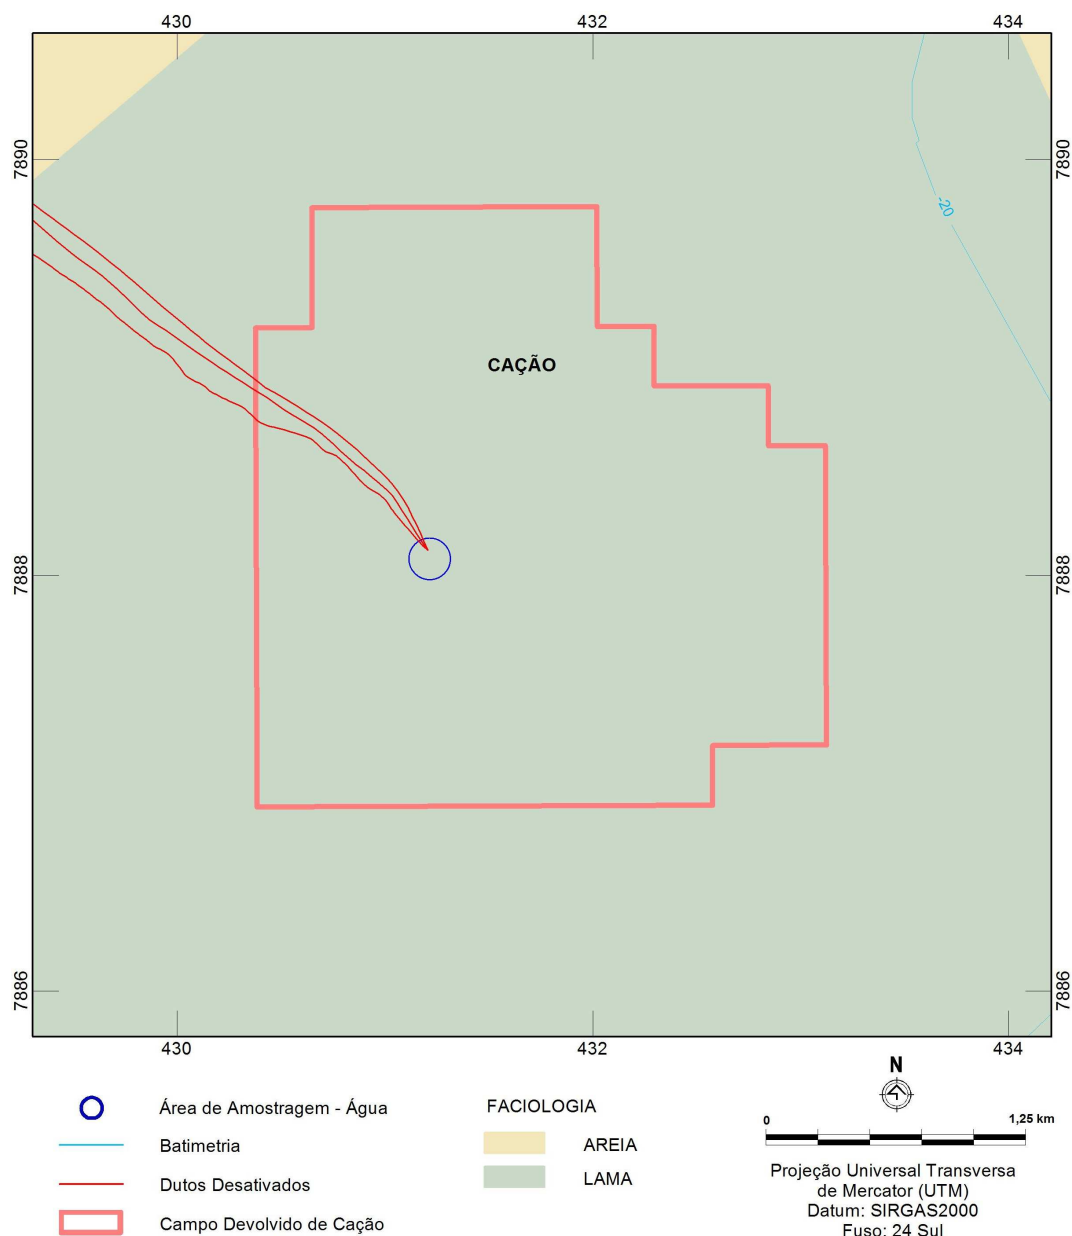 430 432 434
7890 7890
-20
CAÇÃO
7888 7888
7886 7886
430 432 434
Área de Amostragem - Água
Batimetria
Dutos Desativados
Campo Devolvido de Cação
FACIOLOGIA
AREIA
LAMA
N
0 1,25 km
Projeção Universal Transversa
de Mercator (UTM)
Datum: SIRGAS2000
Fuso: 24 Sul